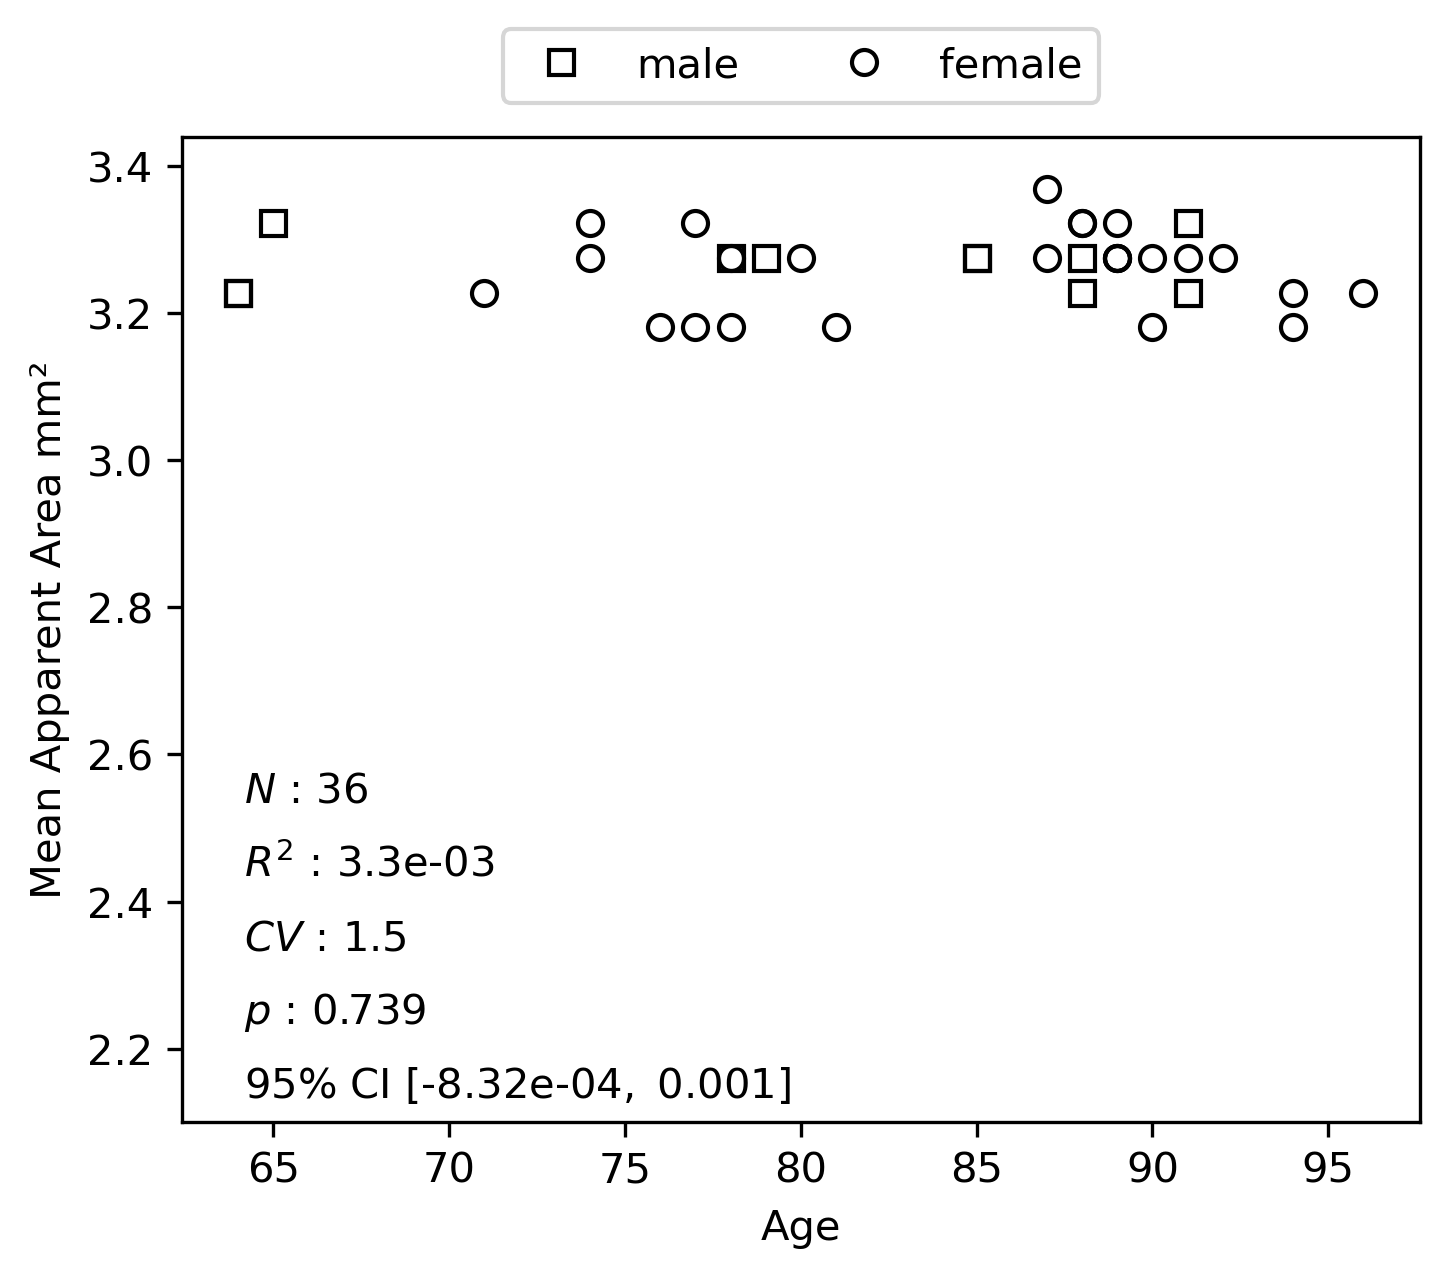 male female
3.4
3.2
3.0
2.8
2.6
2.4
2.2
Mean Apparent Area mm²
N : 36
R² : 3.3e-03
CV : 1.5
p : 0.739
95% CI [-8.32e-04, 0.001]
65 70 75 80 85 90 95
Age